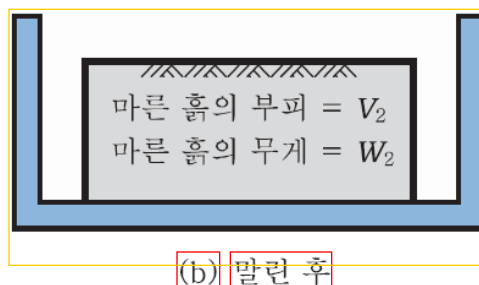 마른 흙의 부피 = V₂
마른 흙의 무게 = W₂
(b) 말린 후